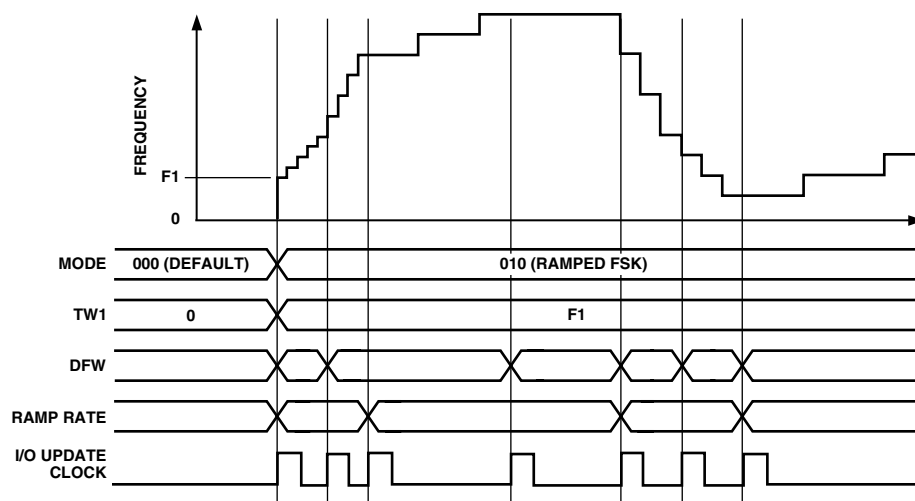 FREQUENCY
F1
0
MODE
000 (DEFAULT)
010 (RAMPED FSK)
TW1
0
F1
DFW
RAMP RATE
I/O UPDATE
CLOCK